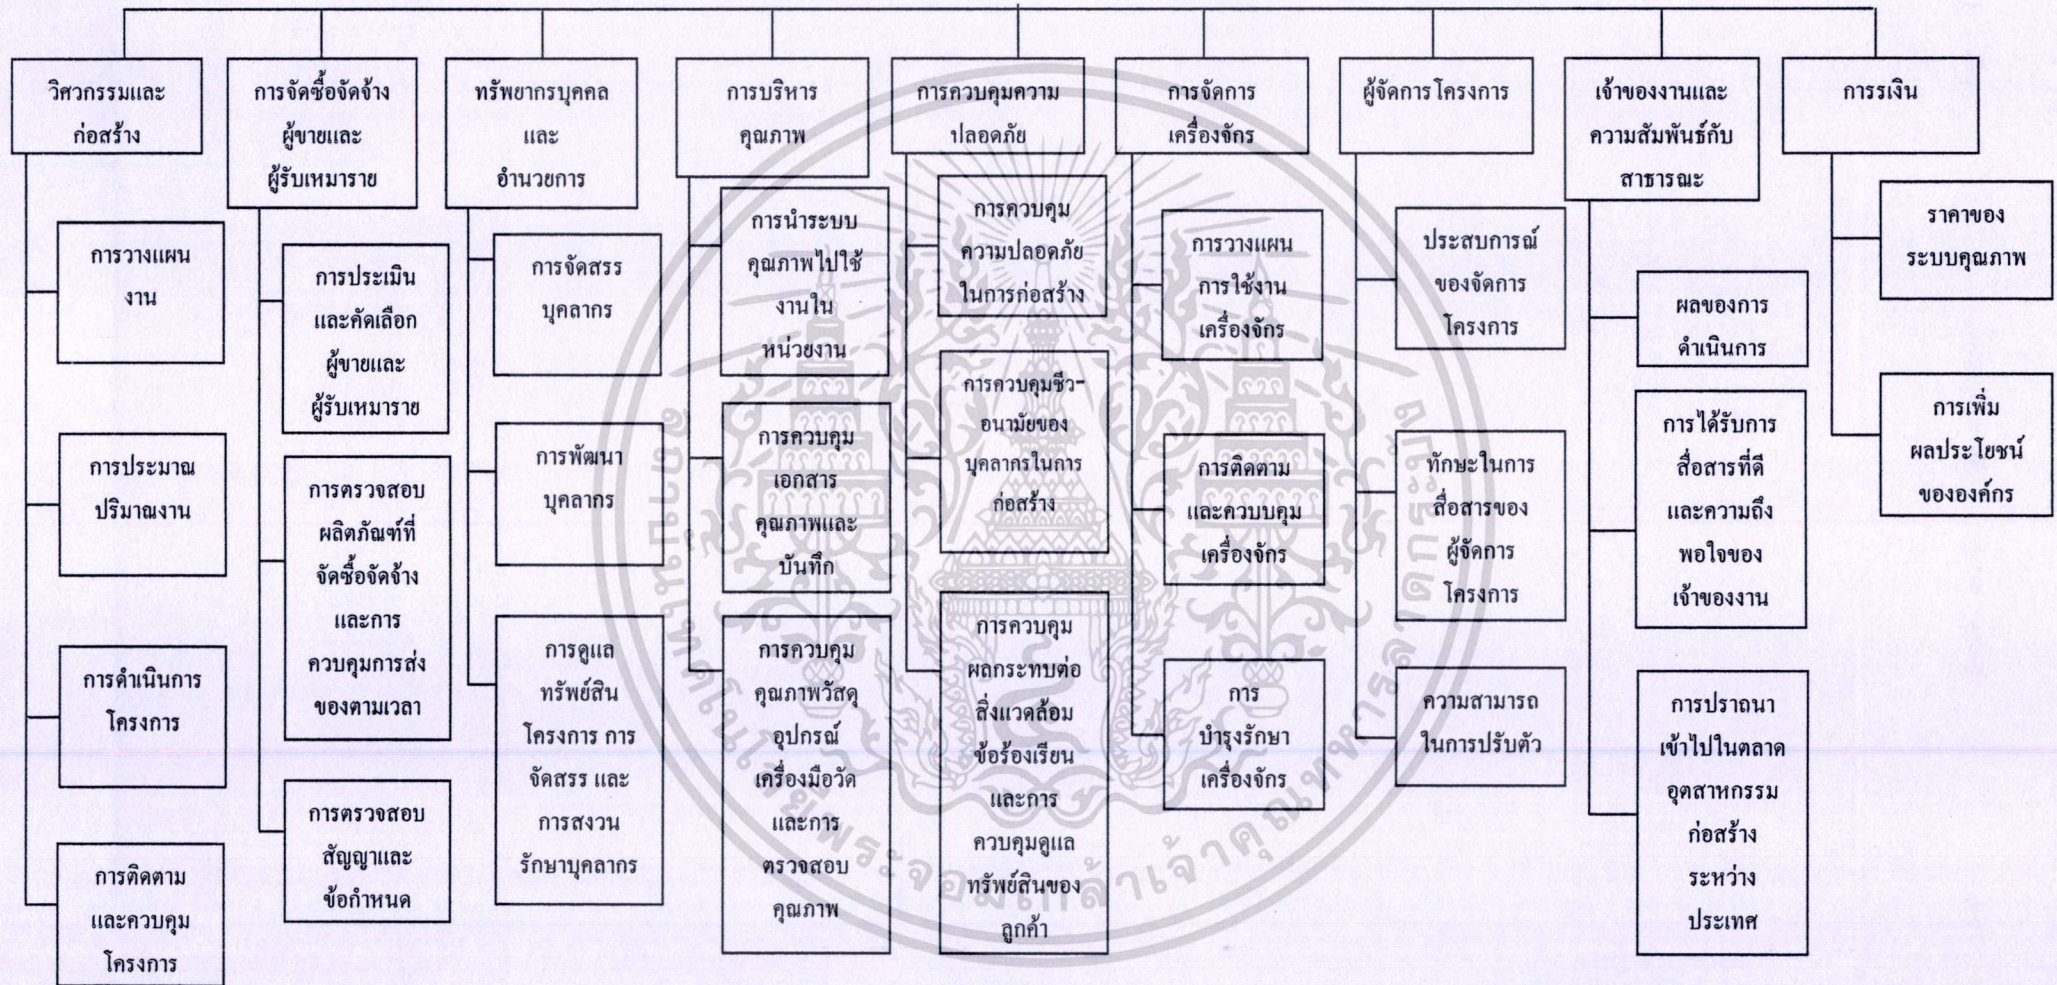 วิศวกรรมและ
ก่อสร้าง
การวางแผน
งาน
การประมาณ
ปริมาณงาน
การดำเนินการ
โครงการ
การติดตาม
และควบคุม
โครงการ
การจัดซื้อจัดจ้าง
ผู้ขายและ
ผู้รับเหมาราย
การประเมิน
และคัดเลือก
ผู้ขายและ
ผู้รับเหมาราย
การตรวจสอบ
ผลิตภัณฑ์ที่
จัดซื้อจัดจ้าง
และการ
ควบคุมการส่ง
ของตามเวลา
การตรวจสอบ
สัญญาและ
ข้อกำหนด
ทรัพยากรบุคคล
และ
อำนวยการ
การจัดสรร
บุคลากร
การพัฒนา
บุคลากร
การดูแล
ทรัพย์สิน
โครงการ การ
จัดสรร และ
การสงวน
รักษาบุคลากร
การบริหาร
คุณภาพ
การนำระบบ
คุณภาพไปใช้
งานใน
หน่วยงาน
การควบคุม
เอกสาร
คุณภาพและ
บันทึก
การควบคุม
คุณภาพวัสดุ
อุปกรณ์
เครื่องมือวัด
และการ
ตรวจสอบ
คุณภาพ
การควบคุมความ
ปลอดภัย
การควบคุม
ความปลอดภัย
ในการก่อสร้าง
การควบคุมชีว-
อนามัยของ
บุคลากรในการ
ก่อสร้าง
การควบคุม
ผลกระทบต่อ
สิ่งแวดล้อม
ข้อร้องเรียน
และการ
ควบคุมดูแล
ทรัพย์สินของ
ลูกค้า
การจัดการ
เครื่องจักร
การวางแผน
การใช้งาน
เครื่องจักร
การติดตาม
และควบบคุม
เครื่องจักร
การ
บำรุงรักษา
เครื่องจักร
ผู้จัดการโครงการ
ประสบการณ์
ของจัดการ
โครงการ
ทักษะในการ
สื่อสารของ
ผู้จัดการ
โครงการ
ความสามารถ
ในการปรับตัว
เจ้าของงานและ
ความสัมพันธ์กับ
สาธารณะ
ผลของการ
ดำเนินการ
การได้รับการ
สื่อสารที่ดี
และความถึง
พอใจของ
เจ้าของงาน
การปราถนา
เข้าไปในตลาด
อุตสาหกรรม
ก่อสร้าง
ระหว่าง
ประเทศ
การรเงิน
ราคาของ
ระบบคุณภาพ
การเพิ่ม
ผลประโยชน์
ขององค์กร
สถาบันเทคโนโลยีพระจอมเกล้าเจ้าคุณทหารลาดกระบัง